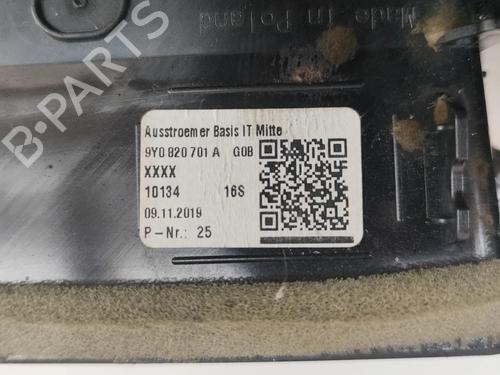 Made in Poland
Ausstroemer Basis IT Mitte
9Y0 820 701 A G0B
XXXX
10134 16S
09.11.2019
P-Nr.: 25
B-PARTS